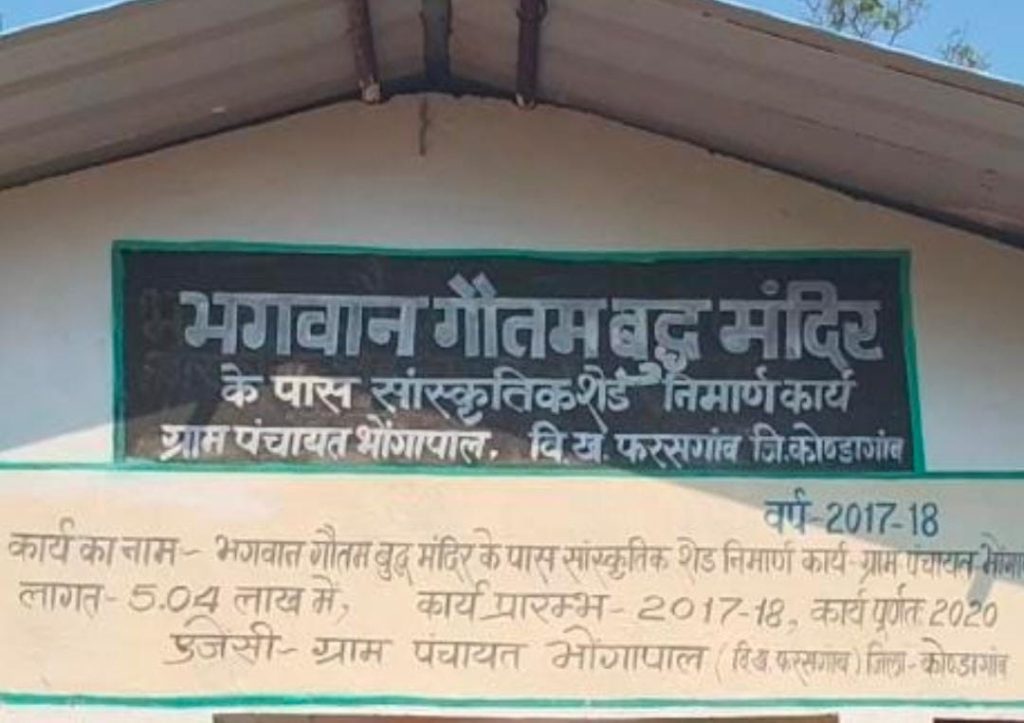 भगवान गौतम बुद्ध मंदिर
के पास सांस्कृतिक शेड निमार्ण कार्य
ग्राम पंचायत भोंगापाल, वि.ख. फरसगांव जि.कोण्डागांव
वर्ष-2017-18
कार्य का नाम - भगवान गौतम बुद्ध मंदिर के पास सांस्कृतिक शेड निमार्ण कार्य-ग्राम पंचायत
लागत- 5.04 लाख में, कार्य प्रारम्भ - 2017-18, कार्य पूर्णत: 2020
एजेंसी- ग्राम पंचायत भोंगापाल (वि.ख. फरसगांव) जिला- कोण्डागांव